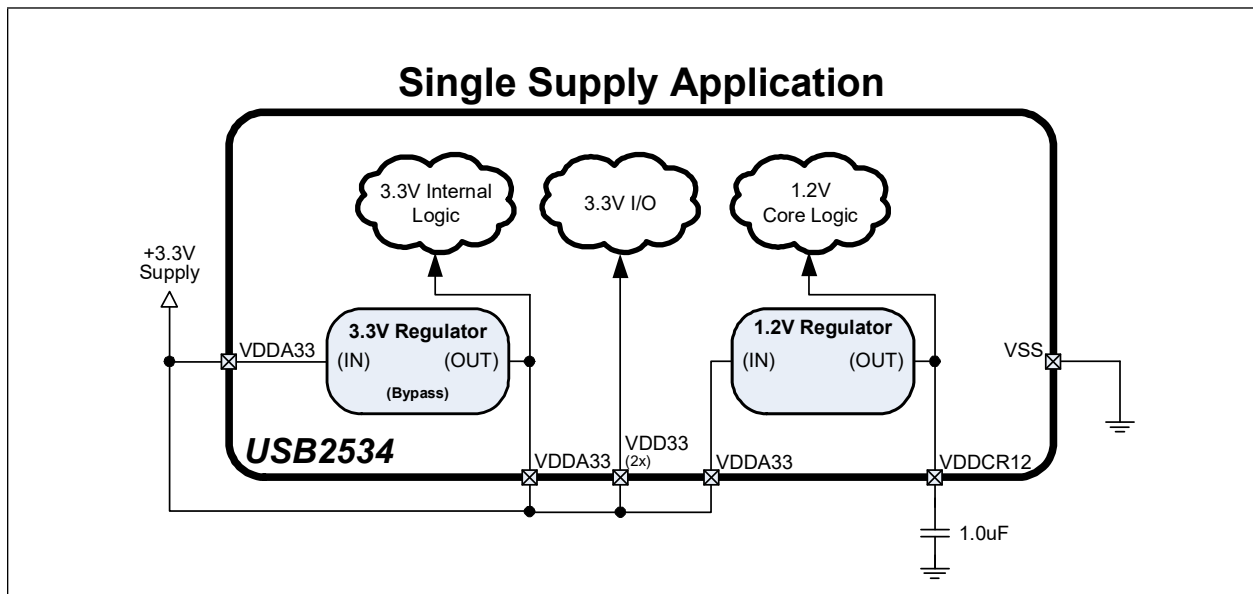 Single Supply Application
3.3V Internal
Logic
3.3V I/O
1.2V
Core Logic
+3.3V
Supply
VDDA33
3.3V Regulator
(IN)
(OUT)
(Bypass)
1.2V Regulator
(IN)
(OUT)
VSS
USB2534
VDDA33
VDD33
(2x)
VDDA33
VDDCR12
1.0uF